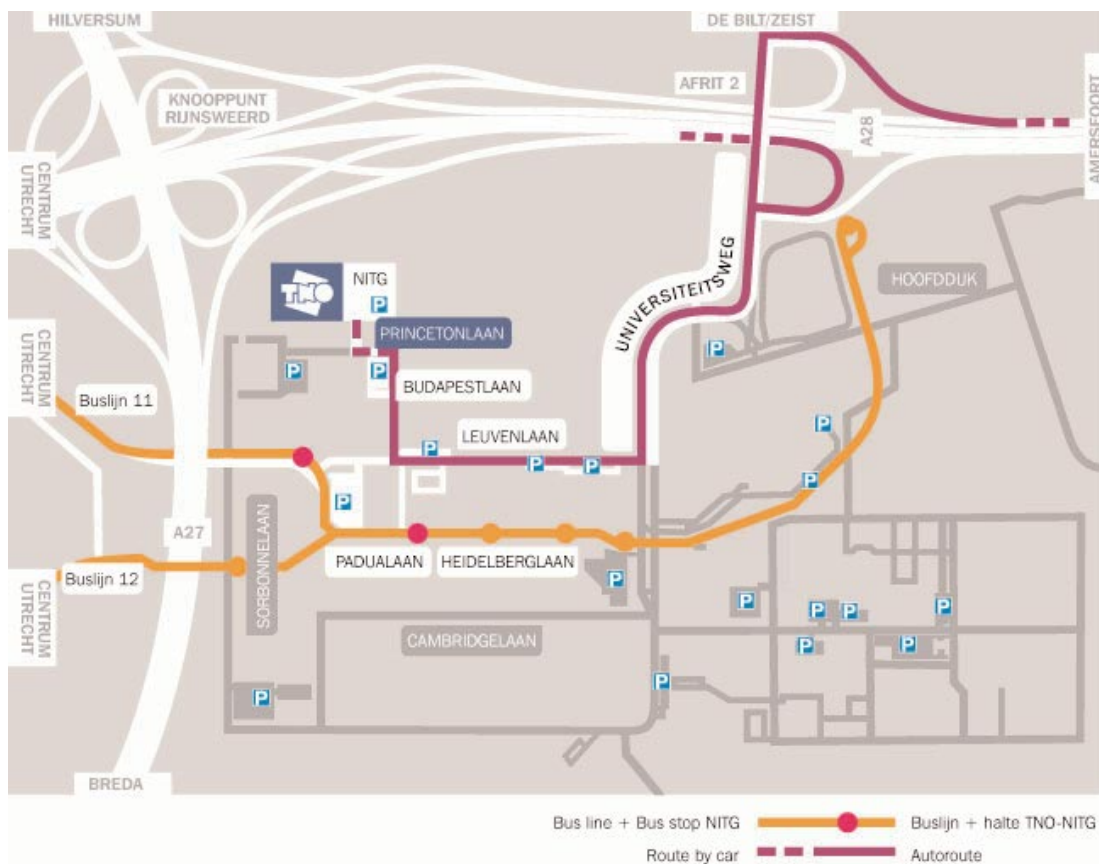 HILVERSUM
DE BILT/ZEIST
AFRIT 2
KNOOPPUNT
RIJNSWEERD
A28
AMERSFOORT
CENTRUM
UTRECHT
UNIVERSITEITSWEG
HOOFDDIJK
TNO
NITG
P
PRINCETONLAAN
P
P
P
BUDAPESTLAAN
CENTRUM
UTRECHT
Buslijn 11
LEUVENLAAN
P
P
P
P
P
P
A27
SORBONNELAAN
PADUALAAN
HEIDELBERGLAAN
Buslijn 12
CENTRUM
UTRECHT
P
P
P
P
P
CAMBRIDGELAAN
P
P
P
P
BREDA
Bus line + Bus stop NITG
Buslijn + halte TNO-NITG
Route by car
Autoroute